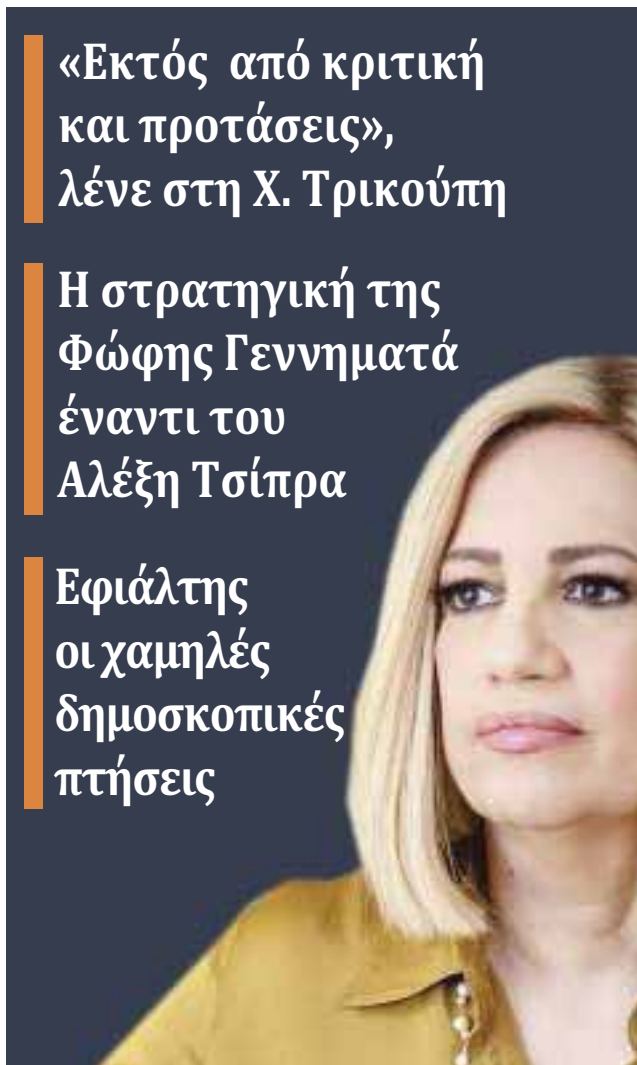 «Εκτός από κριτική
και προτάσεις»,
λένε στη Χ. Τρικούπη
Η στρατηγική της
Φώφης Γεννηματά
έναντι του
Αλέξη Τσίπρα
Εφιάλτης
οι χαμηλές
δημοσκοπικές
πτήσεις